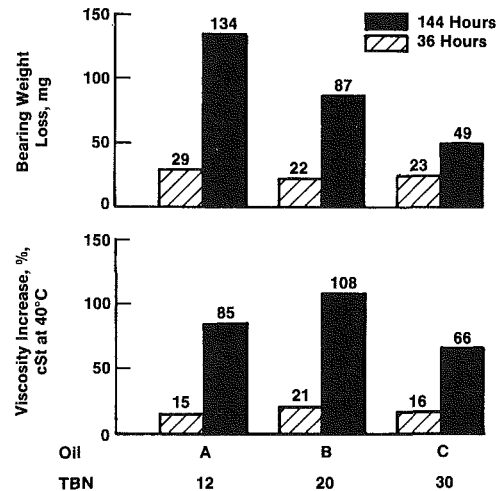 144 Hours
36 Hours
Bearing Weight
Loss, mg
150
100
50
0
29
134
22
87
23
49
Viscosity Increase, %,
cSt at 40°C
150
100
50
0
15
85
21
108
16
66
Oil A B C
TBN 12 20 30